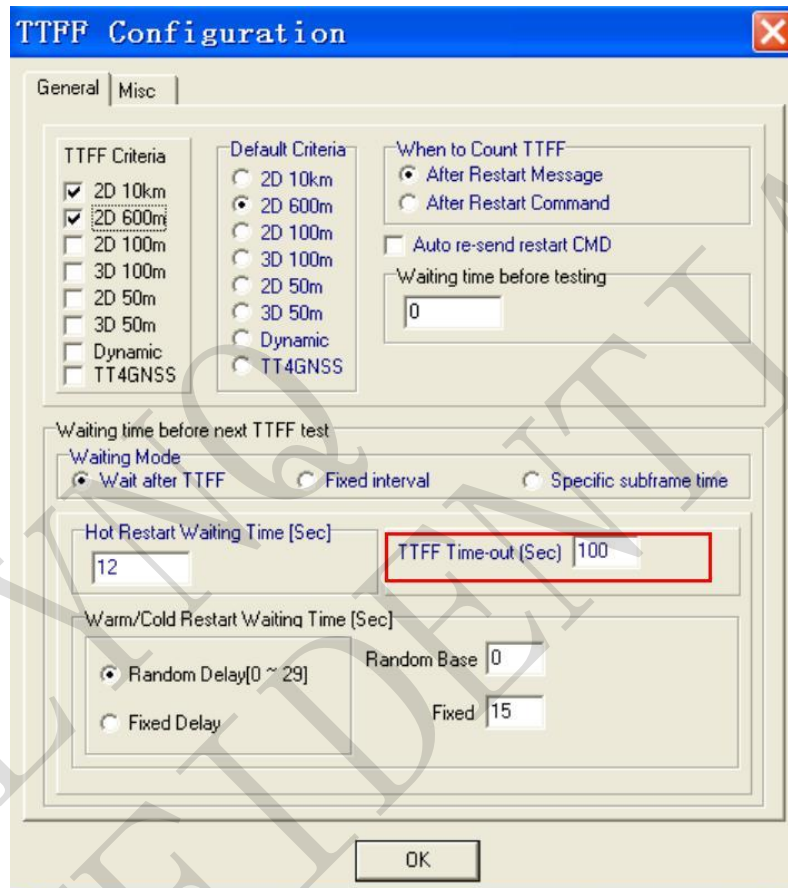 TTFF Configuration
General
Misc
TTFF Criteria
2D 10km
2D 600m
2D 100m
3D 100m
2D 50m
3D 50m
Dynamic
TT4GNSS
Default Criteria
2D 10km
2D 600m
2D 100m
3D 100m
2D 50m
3D 50m
Dynamic
TT4GNSS
When to Count TTFF
After Restart Message
After Restart Command
Auto re-send restart CMD
Waiting time before testing
0
Waiting time before next TTFF test
Waiting Mode
Wait after TTFF
Fixed interval
Specific subframe time
Hot Restart Waiting Time [Sec]
12
TTFF Time-out (Sec) 100
Warm/Cold Restart Waiting Time [Sec]
Random Delay[0 ~ 29]
Fixed Delay
Random Base 0
Fixed 15
OK